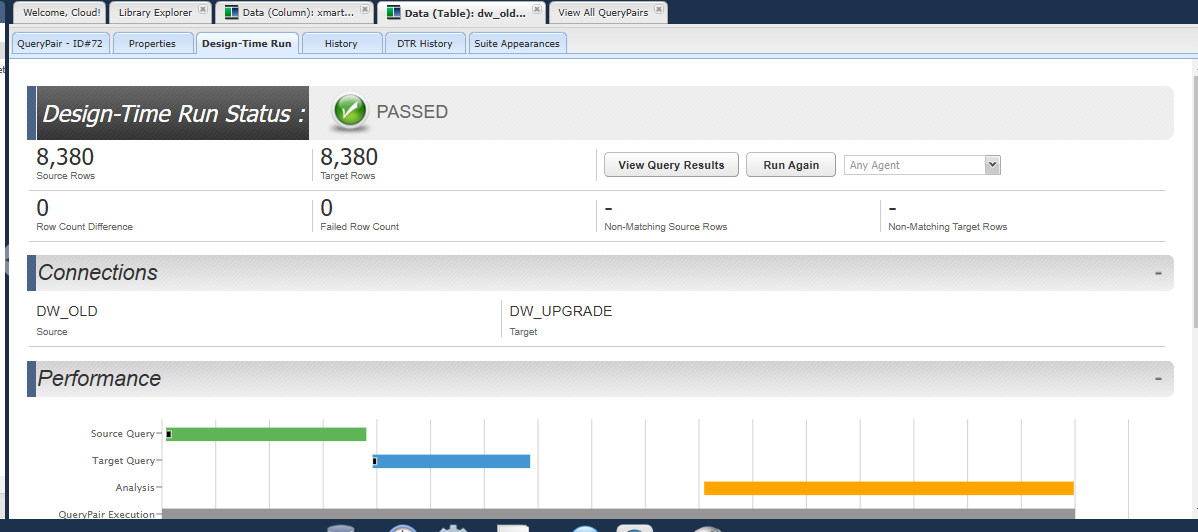 Welcome, Cloud! Library Explorer Data (Column): xmart... Data (Table): dw_old... View All QueryPairs
QueryPair - ID#72 Properties Design-Time Run History DTR History Suite Appearances
Design-Time Run Status : PASSED
8,380 8,380
Source Rows Target Rows
View Query Results Run Again Any Agent
0 0 - -
Row Count Difference Failed Row Count Non-Matching Source Rows Non-Matching Target Rows
Connections -
DW_OLD DW_UPGRADE
Source Target
Performance -
Source Query
Target Query
Analysis
QueryPair Execution